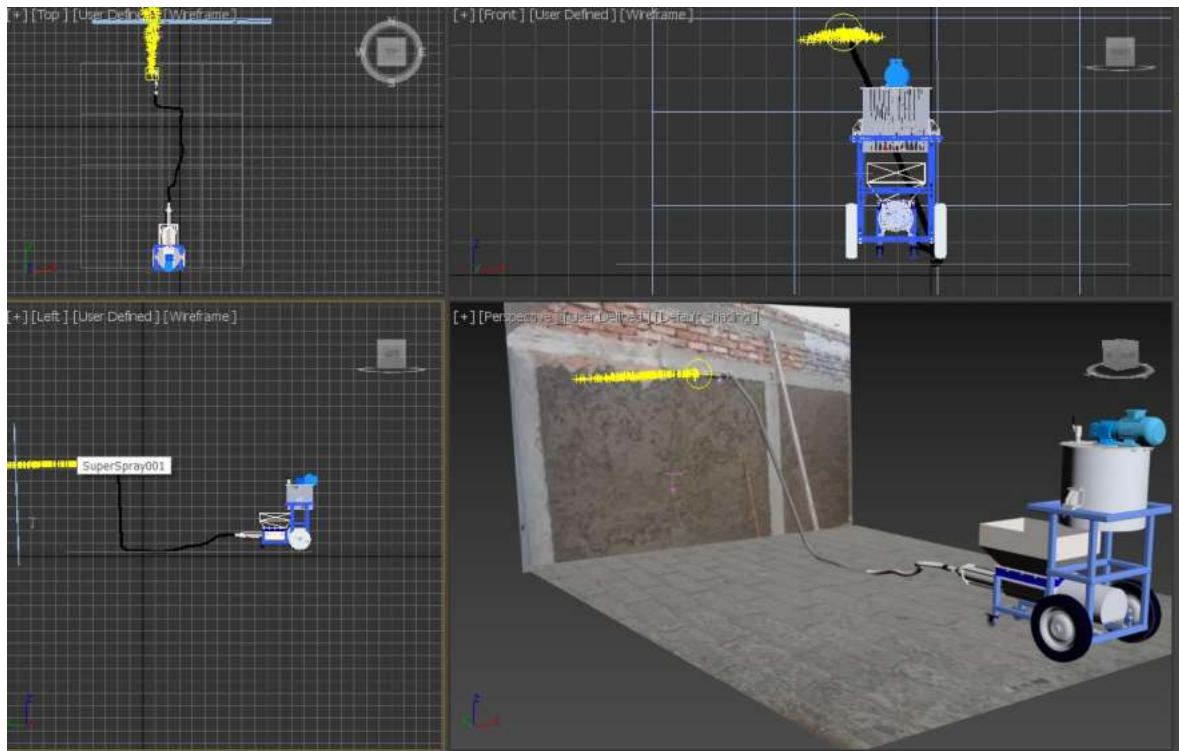 [+] [Top] [User Defined] [Wireframe]
[+] [Front] [User Defined] [Wireframe]
[+] [Left] [User Defined] [Wireframe]
SuperSpray001
[+] [Perspective] [User Defined] [Default Shading]